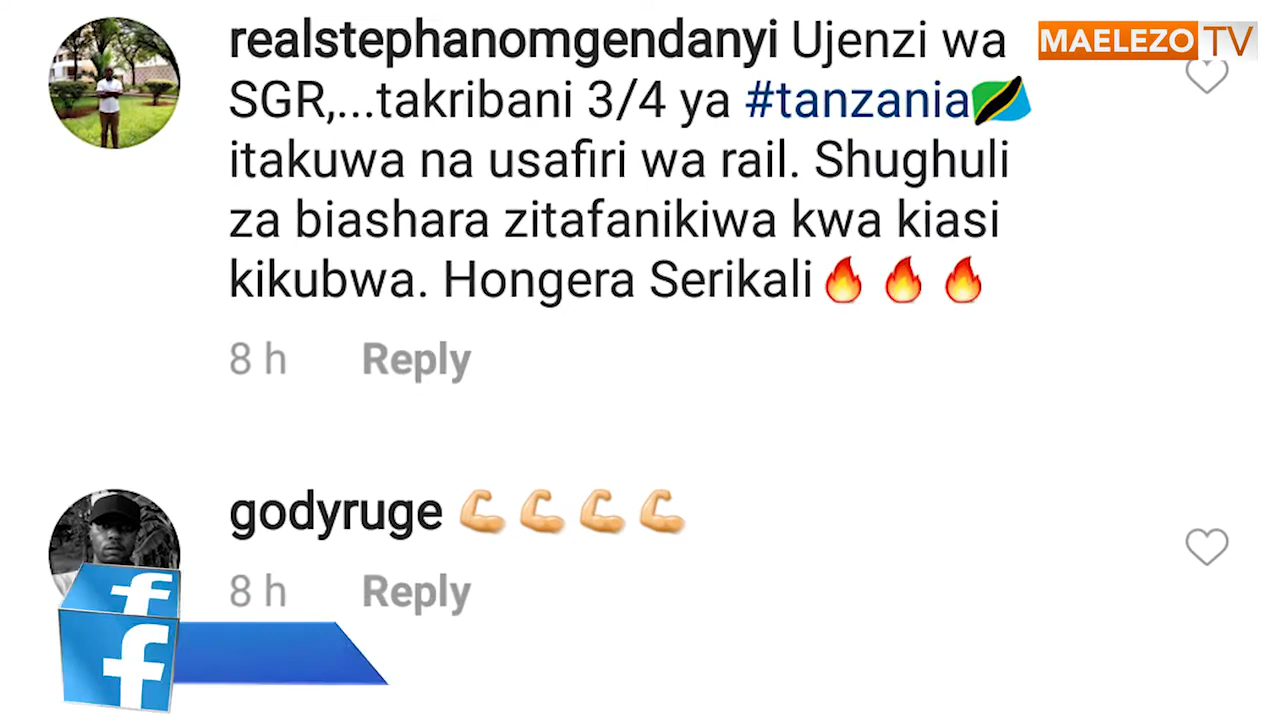 MAELEZO TV
realstephanomgendanyi Ujenzi wa
SGR,...takribani 3/4 ya #tanzania🇹🇿
itakuwa na usafiri wa rail. Shughuli
za biashara zitafanikiwa kwa kiasi
kikubwa. Hongera Serikali🔥🔥🔥
8 h Reply
godyruge 💪🏼💪🏼💪🏼💪🏼
8 h Reply
f
f